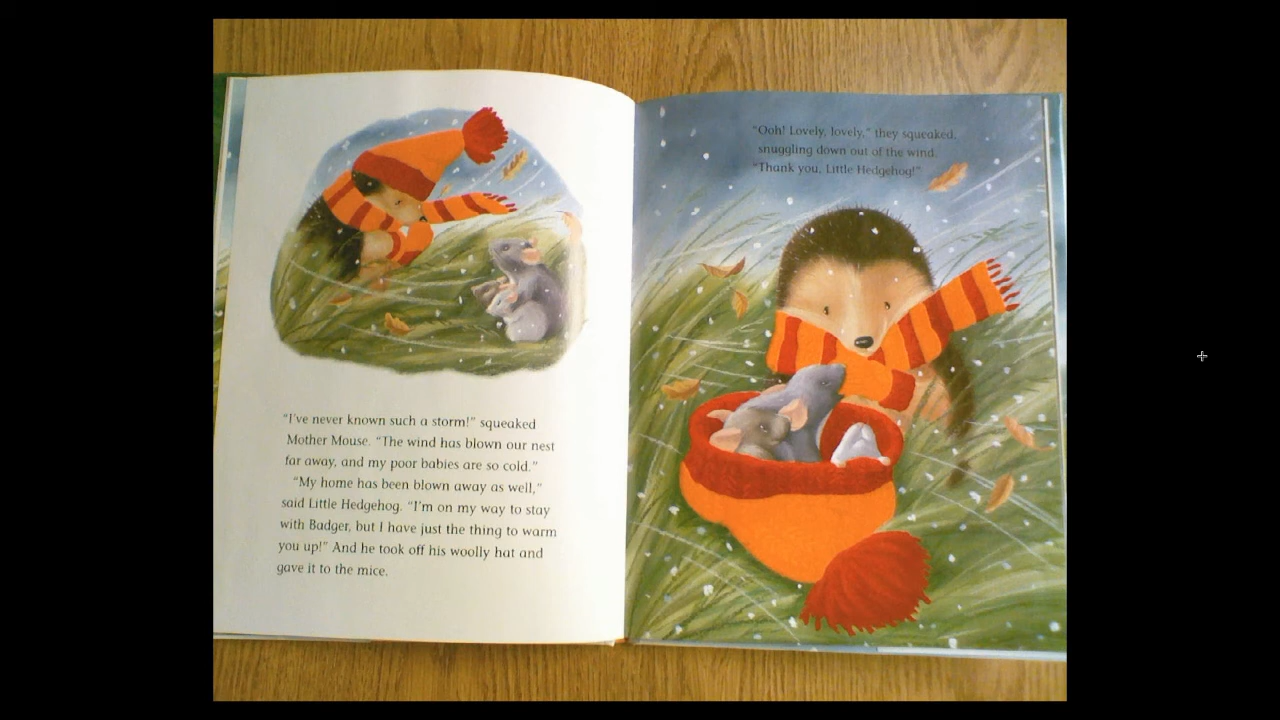 “I’ve never known such a storm!” squeaked
Mother Mouse. “The wind has blown our nest
far away, and my poor babies are so cold.”
“My home has been blown away as well,”
said Little Hedgehog. “I’m on my way to stay
with Badger, but I have just the thing to warm
you up!” And he took off his woolly hat and
gave it to the mice.
“Ooh! Lovely, lovely,” they squeaked,
snuggling down out of the wind.
“Thank you, Little Hedgehog!”